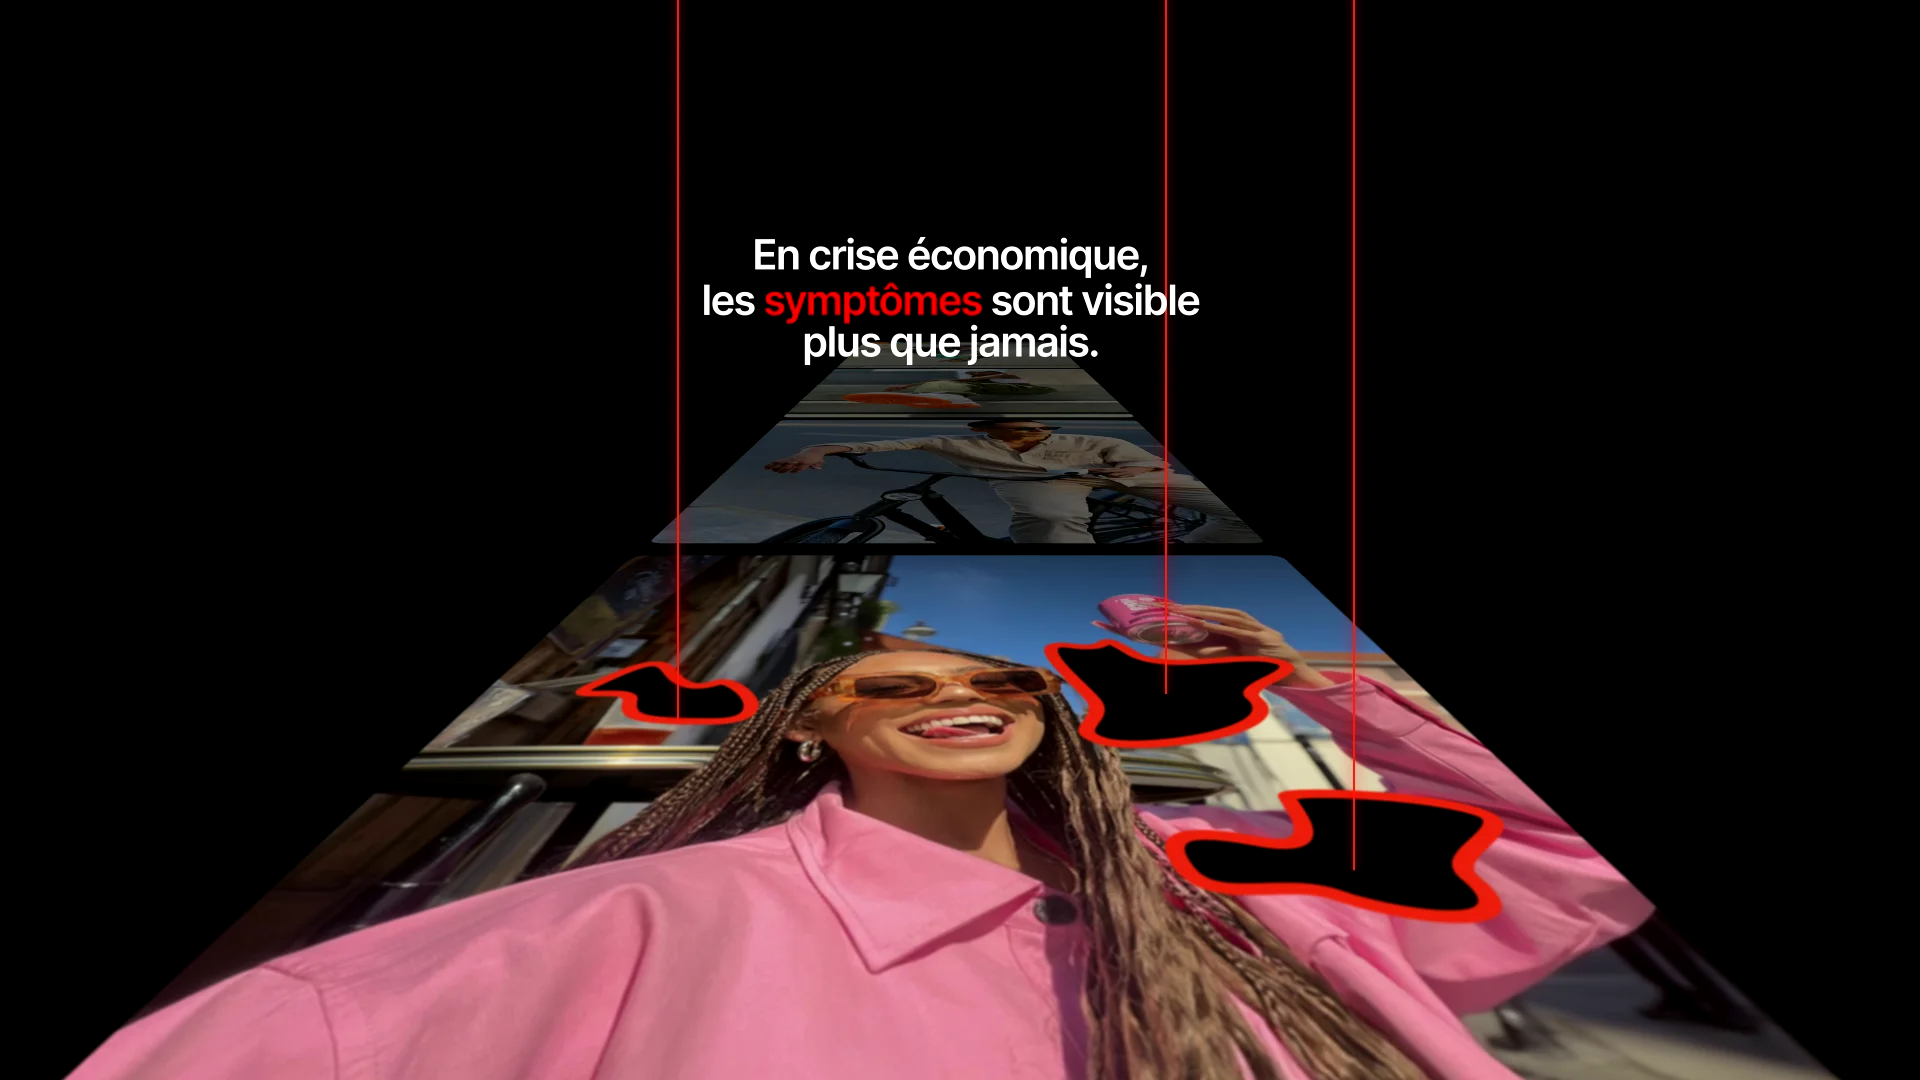 En crise économique,
les symptômes sont visible
plus que jamais.